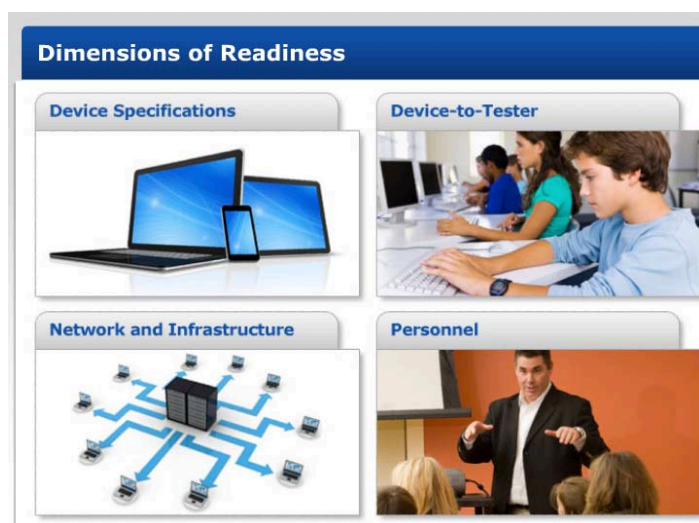 Dimensions of Readiness
Device Specifications
Device-to-Tester
Network and Infrastructure
Personnel